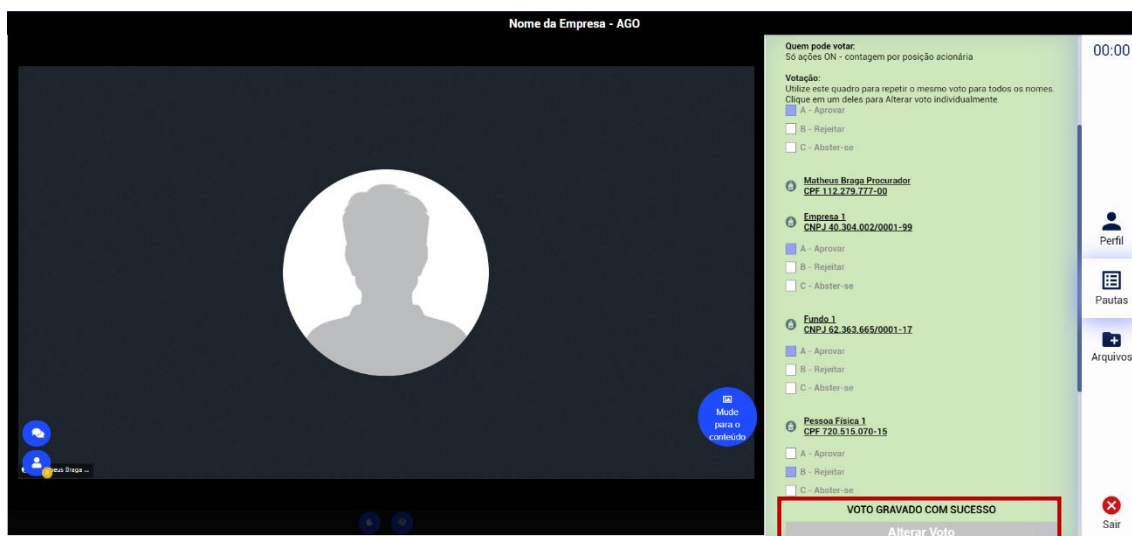 Nome da Empresa - AGO
Quem pode votar:
Só ações ON - contagem por posição acionária
Votação:
Utilize este quadro para repetir o mesmo voto para todos os nomes.
Clique em um deles para Alterar voto individualmente.
A - Aprovar
B - Rejeitar
C - Abster-se
Matheus Braga Procurador
CPF 112.279.777-00
Empresa 1
CNPJ 40.304.002/0001-99
A - Aprovar
B - Rejeitar
C - Abster-se
Fundo 1
CNPJ 62.363.665/0001-17
A - Aprovar
B - Rejeitar
C - Abster-se
Pessoa Física 1
CPF 720.515.070-15
A - Aprovar
B - Rejeitar
C - Abster-se
VOTO GRAVADO COM SUCESSO
Alterar Voto
00:00
Perfil
Pautas
Arquivos
Sair
Mude
para o
conteúdo
Braga ...